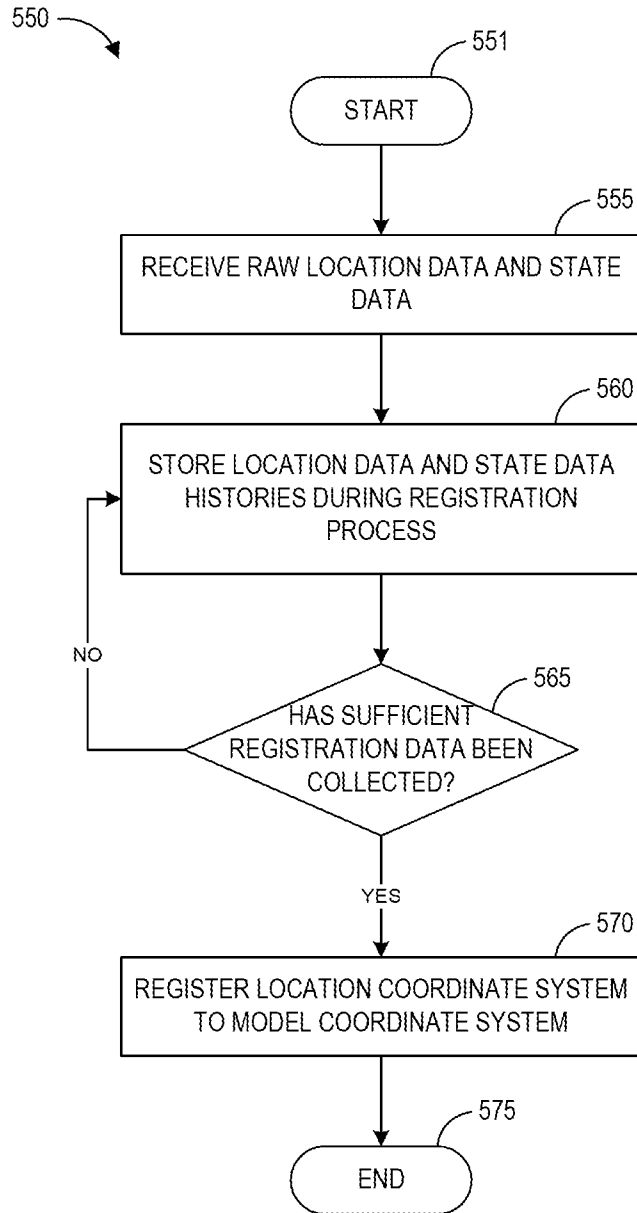 550
551
START
555
RECEIVE RAW LOCATION DATA AND STATE
DATA
560
STORE LOCATION DATA AND STATE DATA
HISTORIES DURING REGISTRATION
PROCESS
NO
565
HAS SUFFICIENT
REGISTRATION DATA BEEN
COLLECTED?
YES
570
REGISTER LOCATION COORDINATE SYSTEM
TO MODEL COORDINATE SYSTEM
575
END